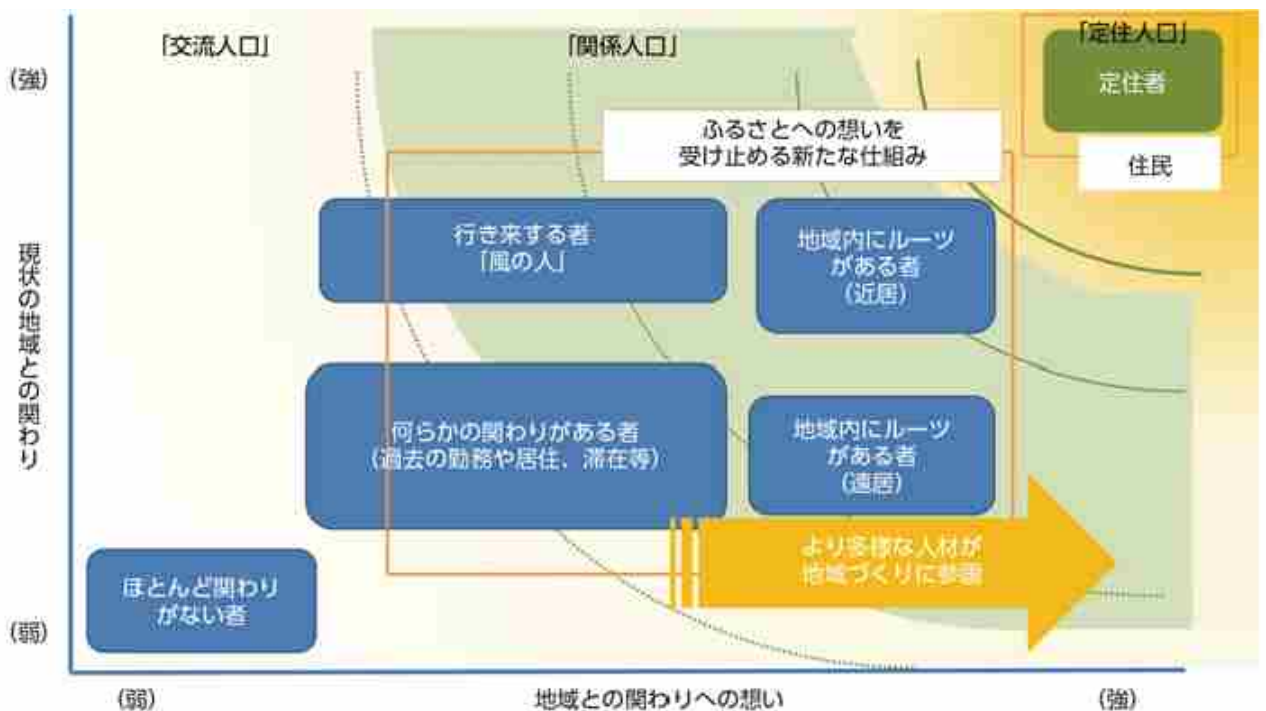 「交流人口」
「関係人口」
「定住人口」
(強)
定住者
ふるさとへの想いを
受け止める新たな仕組み
住民
行き来する者
「風の人」
地域内にルーツ
がある者
(近居)
現状の地域との関わり
何らかの関わりがある者
(過去の勤務や居住、滞在等)
地域内にルーツ
がある者
(遠居)
より多様な人材が
地域づくりに参画
ほとんど関わり
がない者
(弱)
(弱)
地域との関わりへの想い
(強)